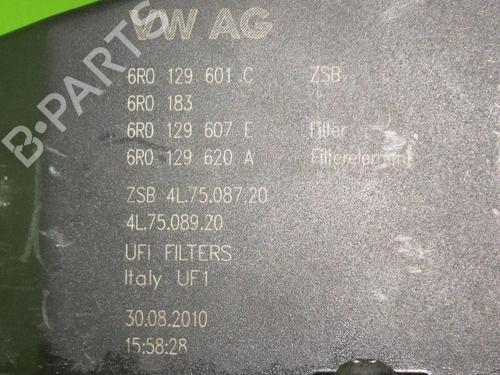 VW AG
6R0 129 601 C ZSB
6R0 183
6R0 129 607 E Filter
6R0 129 620 A Filterelement
ZSB 4L.75.087.20
4L.75.089.20
UFI FILTERS
Italy UF1
30.08.2010
15:58:28
B-PARTS